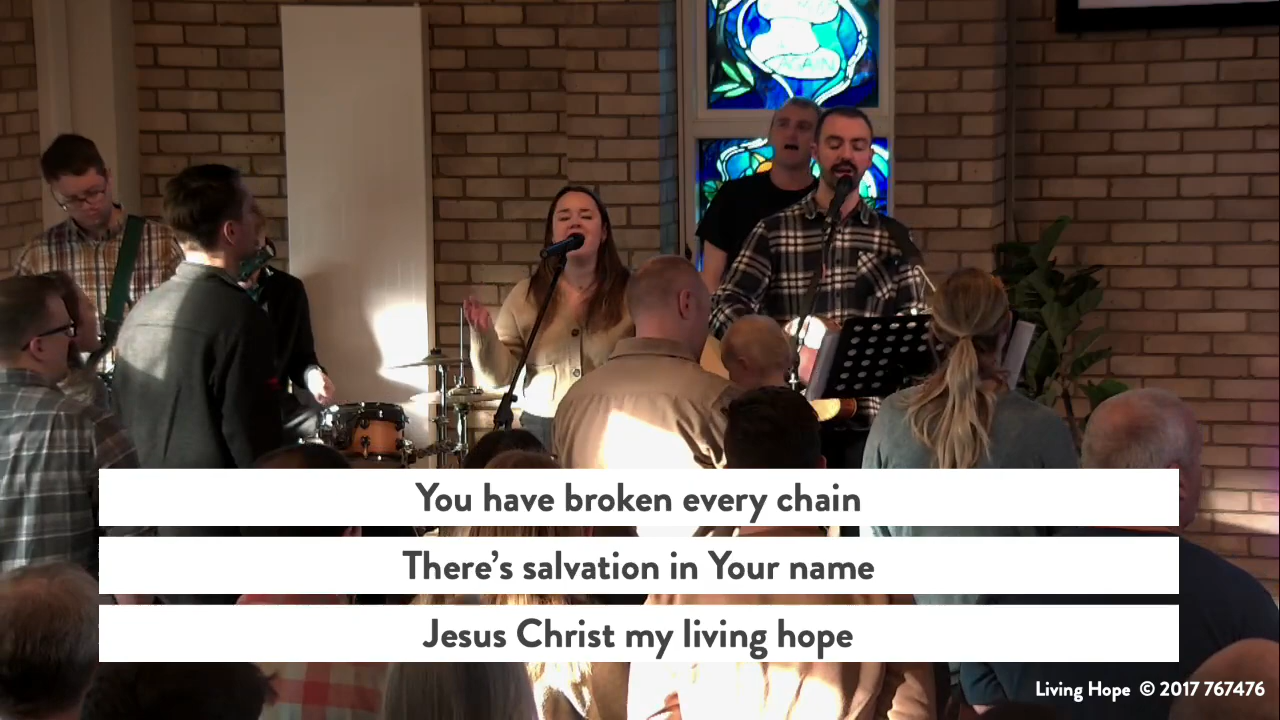 You have broken every chain
There's salvation in Your name
Jesus Christ my living hope
Living Hope © 2017 767476